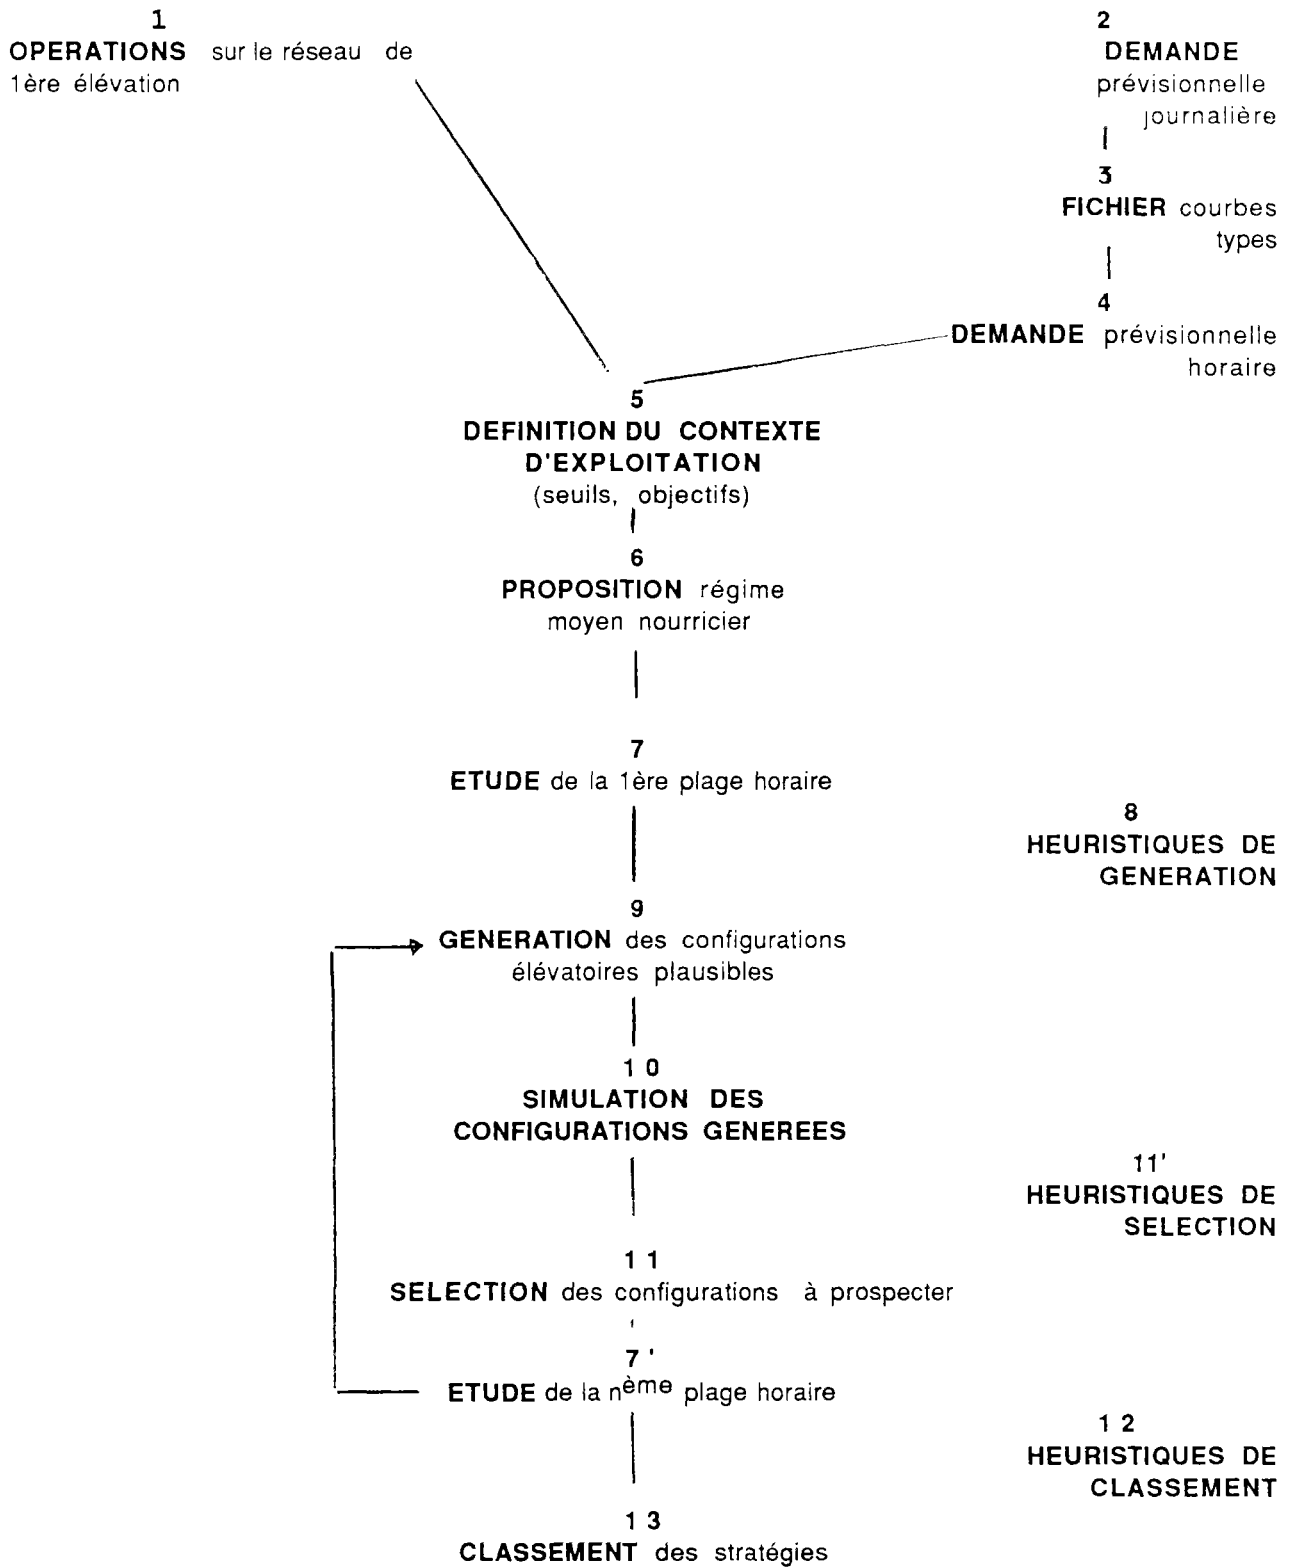 1
OPERATIONS sur le réseau de
1ère élévation
2
DEMANDE
prévisionnelle
journalière
3
FICHIER courbes
types
4
DEMANDE prévisionnelle
horaire
5
DEFINITION DU CONTEXTE
D'EXPLOITATION
(seuils, objectifs)
6
PROPOSITION régime
moyen nourricier
7
ETUDE de la 1ère plage horaire
8
HEURISTIQUES DE
GENERATION
9
GENERATION des configurations
élévatoires plausibles
1 0
SIMULATION DES
CONFIGURATIONS GENEREES
11'
HEURISTIQUES DE
SELECTION
1 1
SELECTION des configurations à prospecter
7 '
ETUDE de la nème plage horaire
1 2
HEURISTIQUES DE
CLASSEMENT
1 3
CLASSEMENT des stratégies